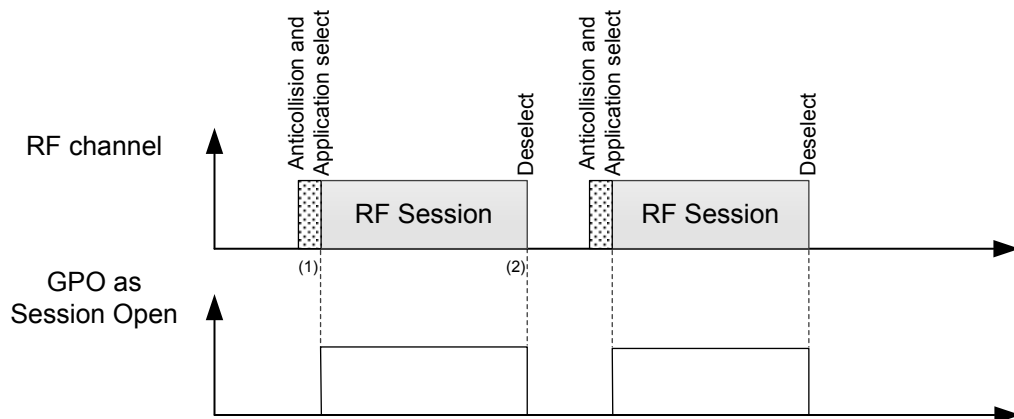 Anticollision and
Application select
Deselect
Anticollision and
Application select
Deselect
RF channel
RF Session
RF Session
(1)
(2)
GPO as
Session Open